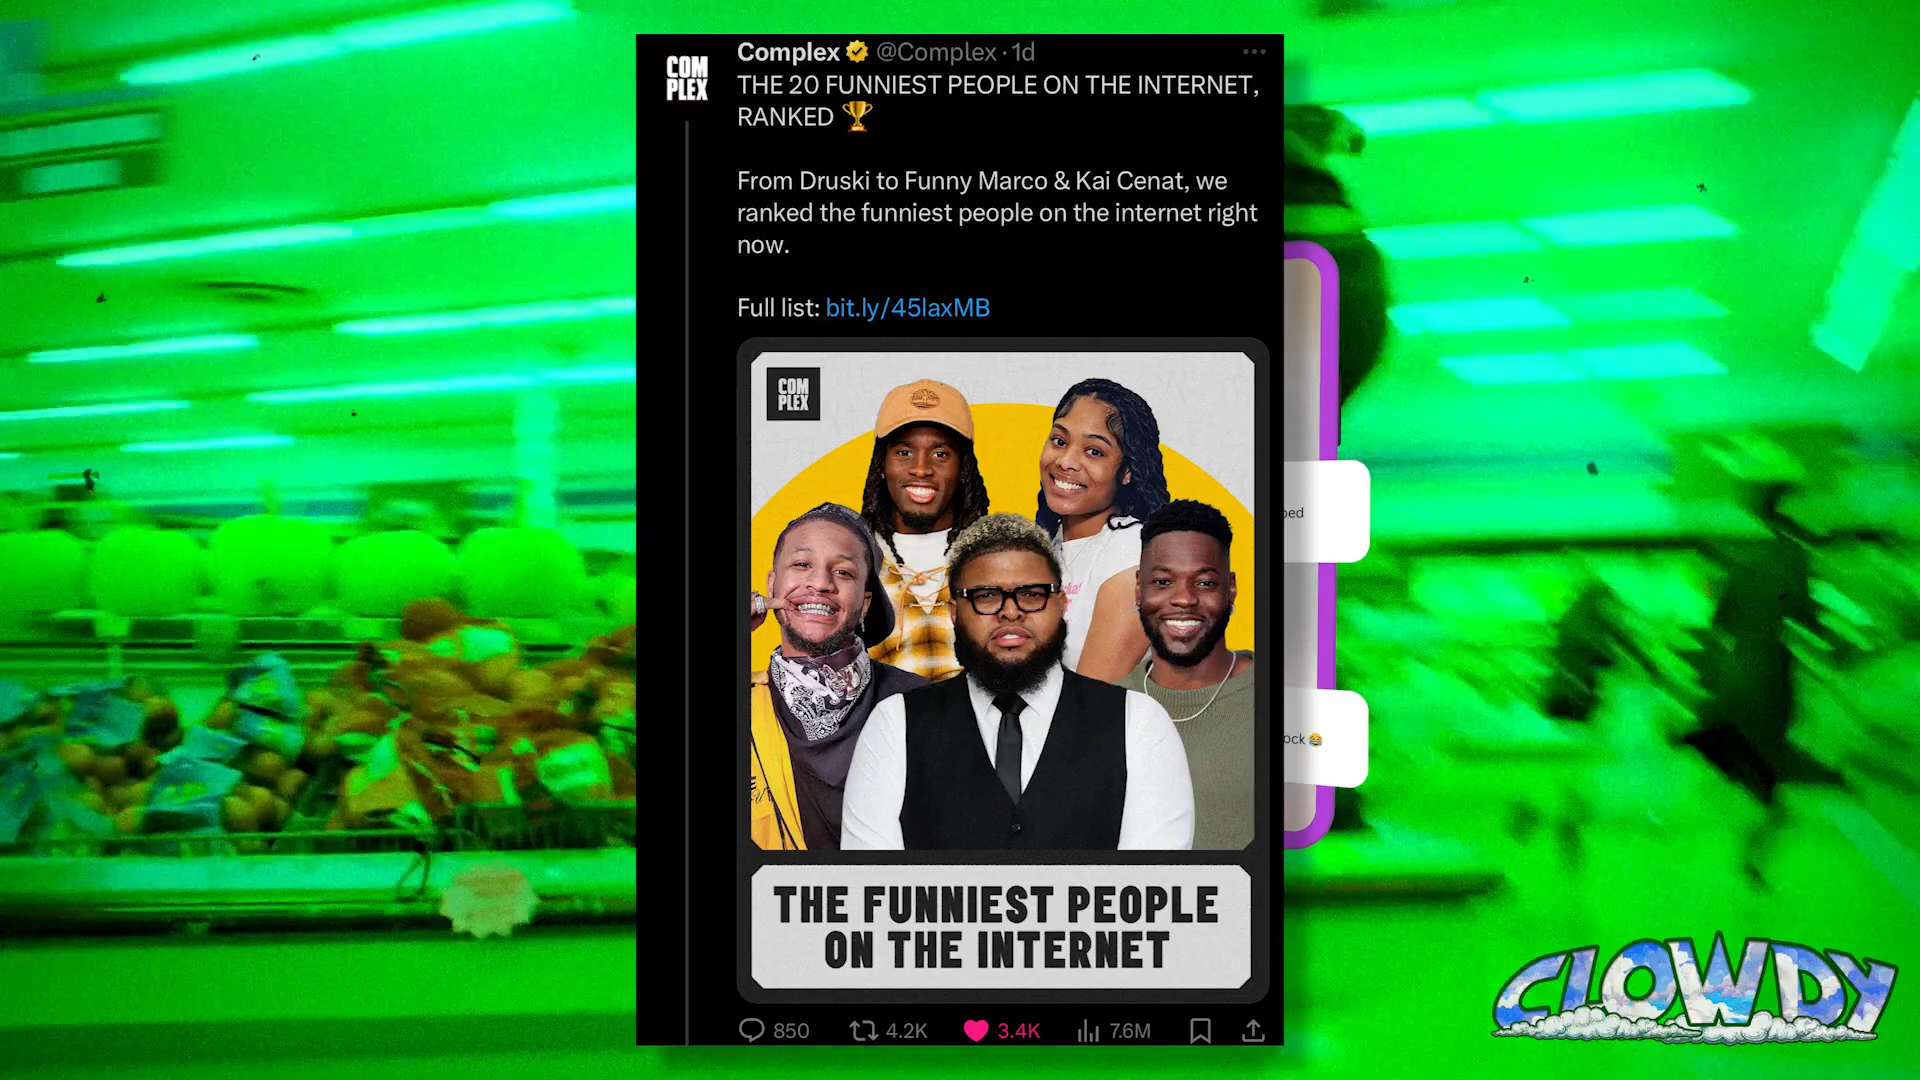 COM
PLEX
Complex @Complex · 1d
THE 20 FUNNIEST PEOPLE ON THE INTERNET,
RANKED 🏆
From Druski to Funny Marco & Kai Cenat, we
ranked the funniest people on the internet right
now.
Full list: bit.ly/45laxMB
COM
PLEX
THE FUNNIEST PEOPLE
ON THE INTERNET
850 4.2K 3.4K 7.6M
CLOWDY